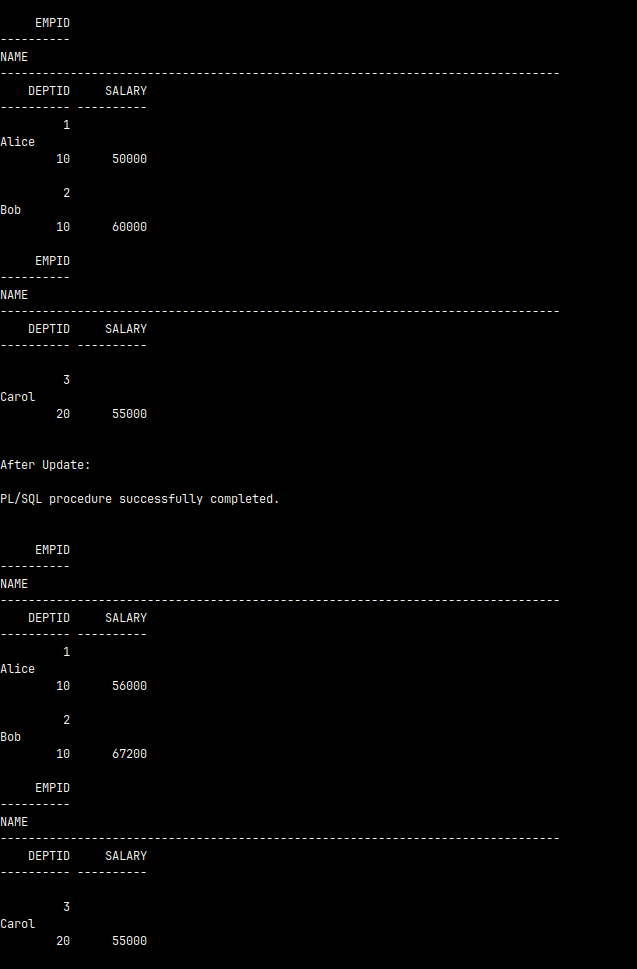 EMPID
----------
NAME
--------------------------------------------------------------------------------
    DEPTID     SALARY
---------- ----------
         1
Alice
        10      50000

         2
Bob
        10      60000

     EMPID
----------
NAME
--------------------------------------------------------------------------------
    DEPTID     SALARY
---------- ----------

         3
Carol
        20      55000


After Update:

PL/SQL procedure successfully completed.


     EMPID
----------
NAME
--------------------------------------------------------------------------------
    DEPTID     SALARY
---------- ----------
         1
Alice
        10      56000

         2
Bob
        10      67200

     EMPID
----------
NAME
--------------------------------------------------------------------------------
    DEPTID     SALARY
---------- ----------

         3
Carol
        20      55000